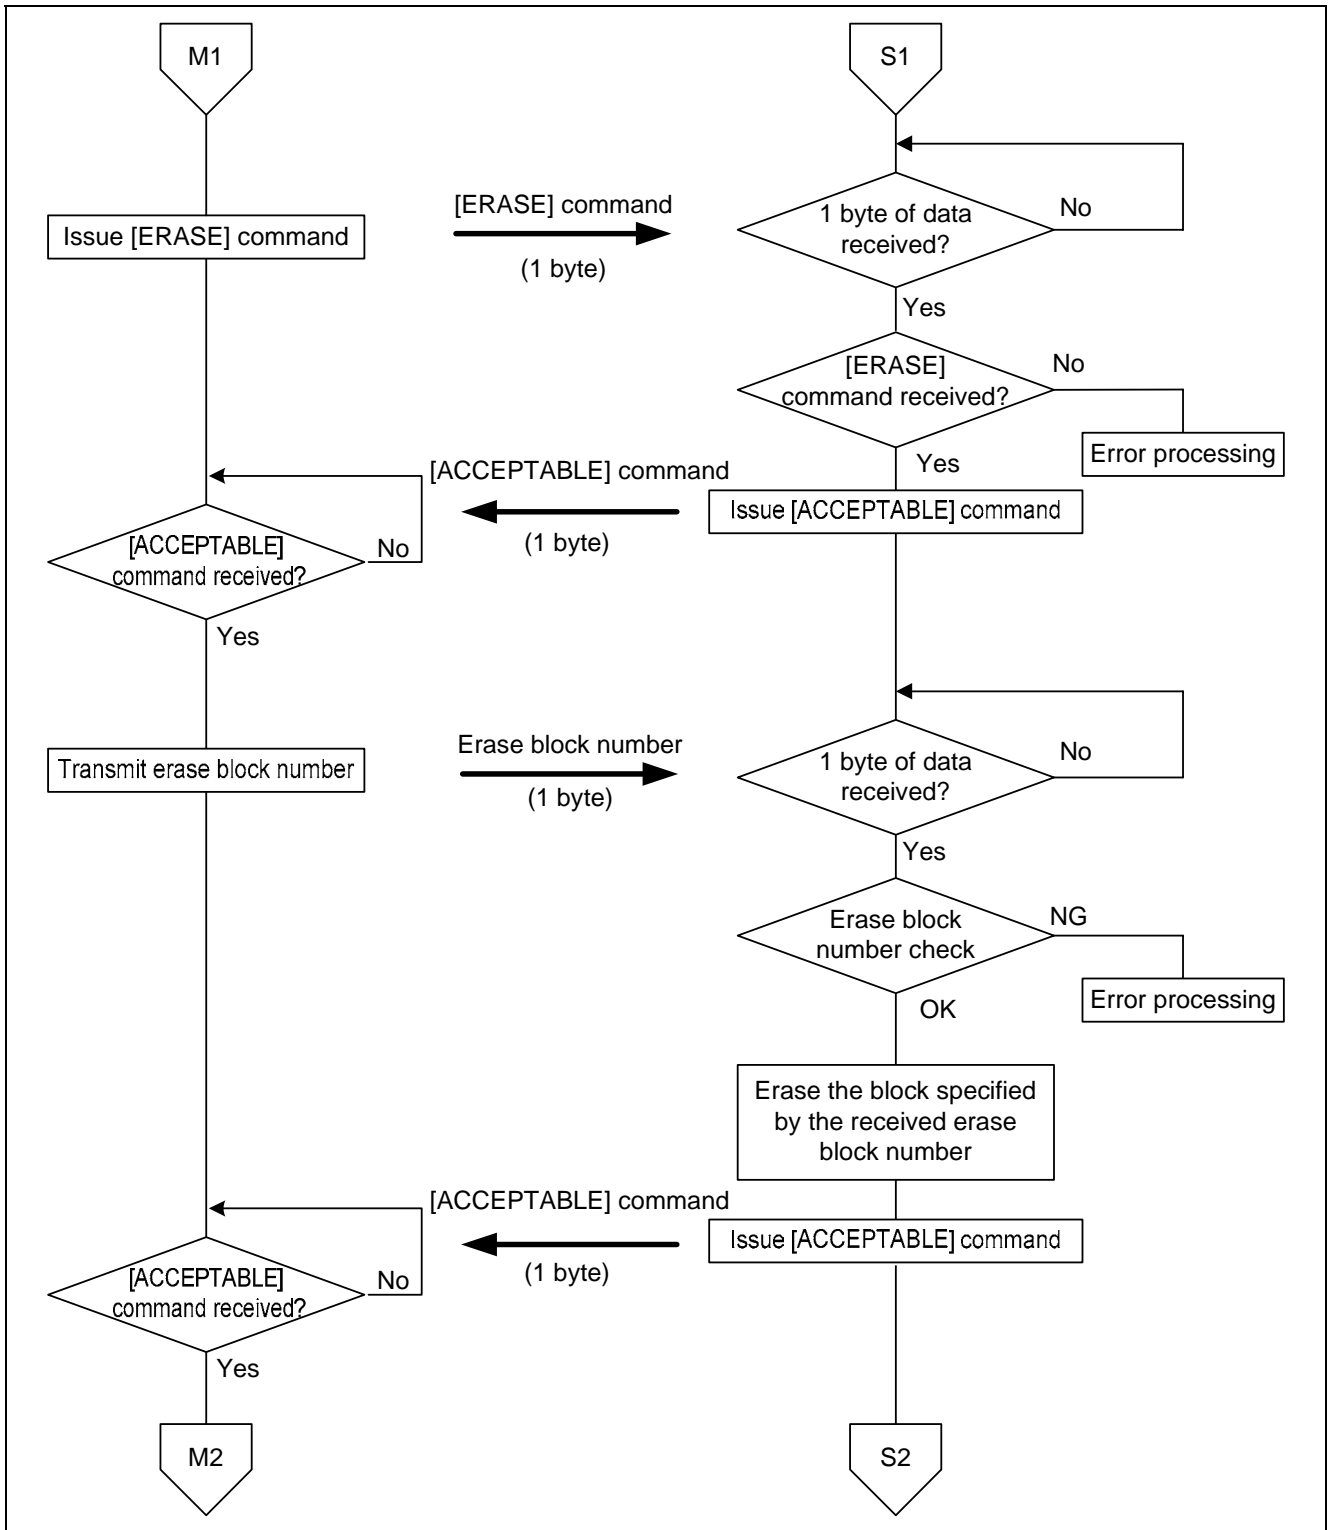 M1
S1
[ERASE] command
1 byte of data
received?
No
Issue [ERASE] command
(1 byte)
Yes
[ERASE]
command received?
No
Error processing
Yes
[ACCEPTABLE] command
Issue [ACCEPTABLE] command
(1 byte)
[ACCEPTABLE]
command received?
No
Yes
Erase block number
1 byte of data
received?
No
Transmit erase block number
(1 byte)
Yes
Erase block
number check
NG
Error processing
OK
Erase the block specified
by the received erase
block number
[ACCEPTABLE] command
Issue [ACCEPTABLE] command
(1 byte)
[ACCEPTABLE]
command received?
No
Yes
M2
S2